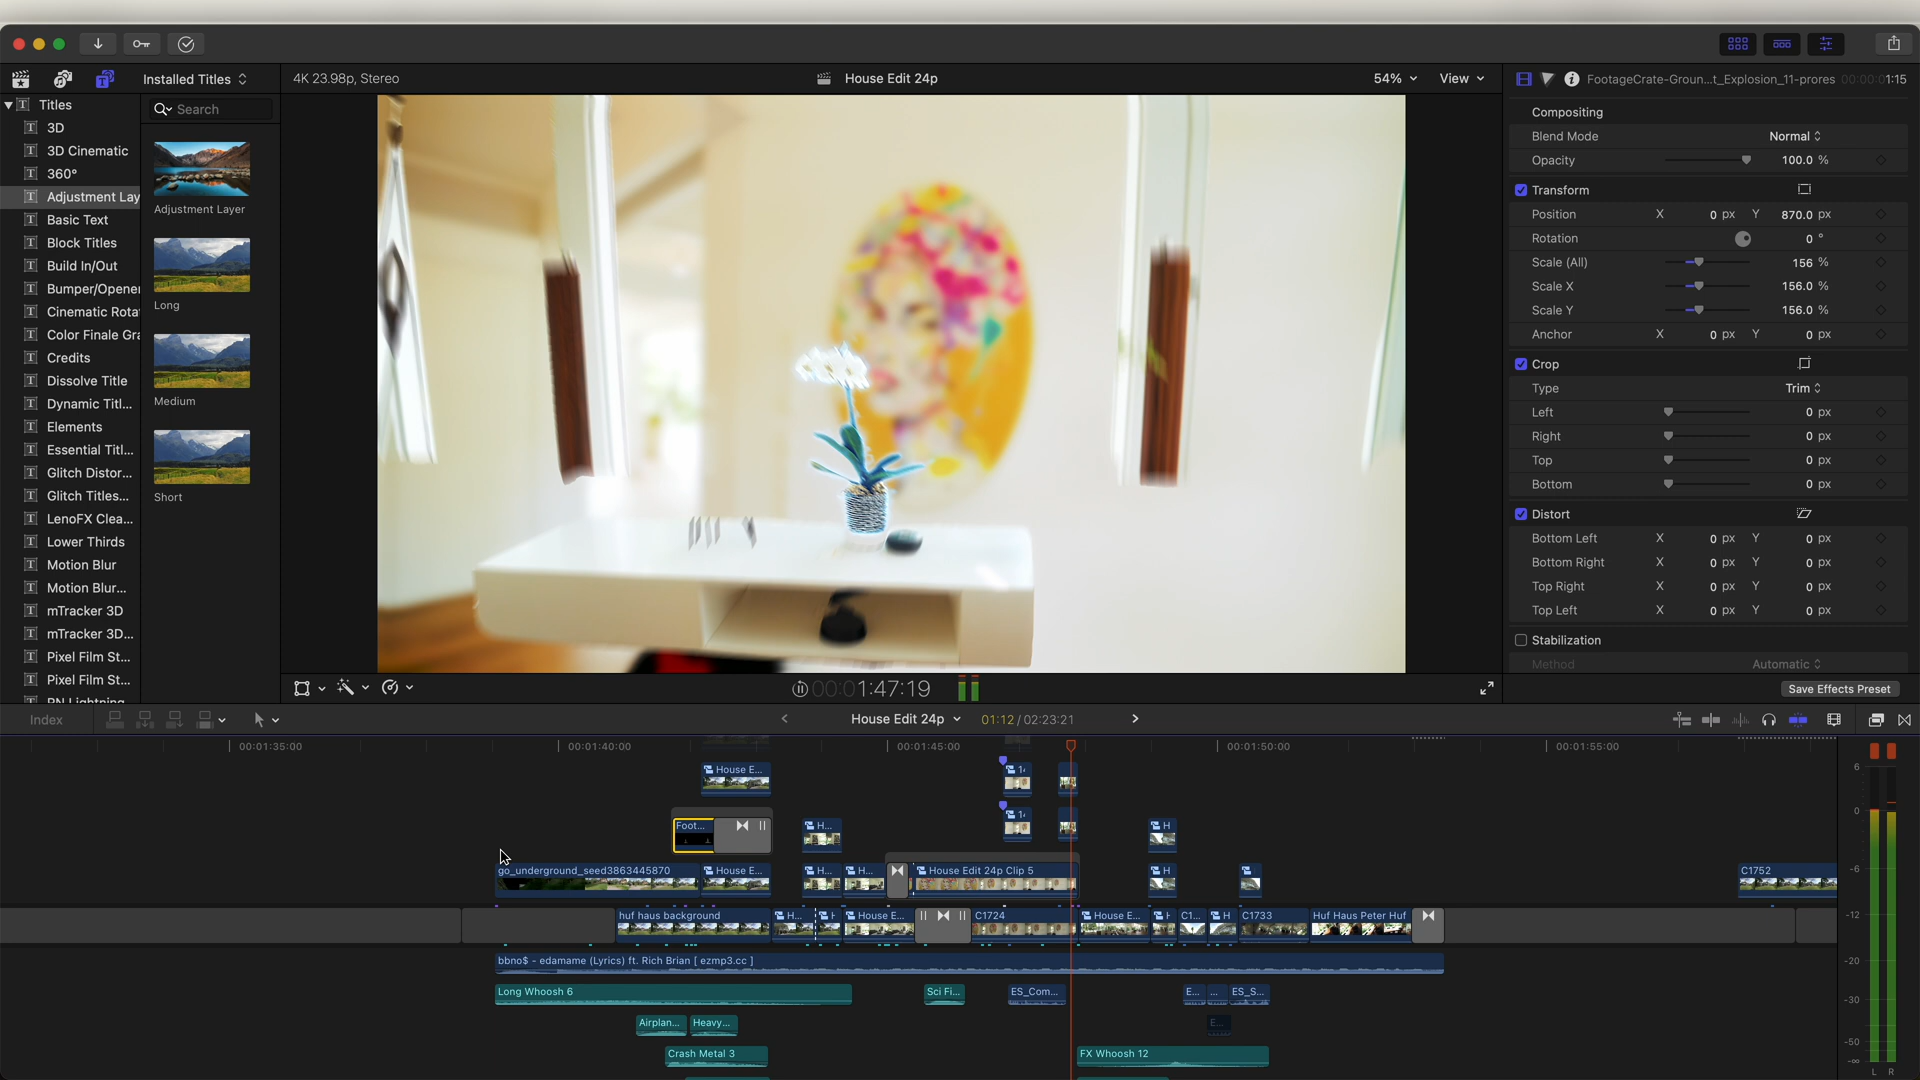 Installed Titles
4K 23.98p, Stereo
House Edit 24p
54%
View
FootageCrate-Groun...t_Explosion_11-prores
00:00:01:15
Titles
Search
3D
3D Cinematic
360°
Adjustment Lay
Basic Text
Block Titles
Build In/Out
Bumper/Opener
Cinematic Rota
Color Finale Gra
Credits
Dissolve Title
Dynamic Titl...
Elements
Essential Titl...
Glitch Distor...
Glitch Titles...
LenoFX Clea...
Lower Thirds
Motion Blur
Motion Blur...
mTracker 3D
mTracker 3D...
Pixel Film St...
Pixel Film St...
Adjustment Layer
Long
Medium
Short
Compositing
Blend Mode Normal
Opacity 100.0 %
Transform
Position X 0 px Y 870.0 px
Rotation 0 °
Scale (All) 156 %
Scale X 156.0 %
Scale Y 156.0 %
Anchor X 0 px Y 0 px
Crop
Type Trim
Left 0 px
Right 0 px
Top 0 px
Bottom 0 px
Distort
Bottom Left X 0 px Y 0 px
Bottom Right X 0 px Y 0 px
Top Right X 0 px Y 0 px
Top Left X 0 px Y 0 px
Stabilization
Method Automatic
Save Effects Preset
00:01:47:19
Index
House Edit 24p
01:12 / 02:23:21
00:01:35:00
00:01:40:00
00:01:45:00
00:01:50:00
00:01:55:00
House E...
Foot...
H...
H
go_underground_seed3863445870
House E...
H...
H...
House Edit 24p Clip 5
H
C1752
huf haus background
H...
House E...
C1724
House E...
C1...
H
C1733
Huf Haus Peter Huf
bbno$ - edamame (Lyrics) ft. Rich Brian [ ezmp3.cc ]
Long Whoosh 6
Sci Fi...
ES_Com...
E...
...
ES_S...
Airplan...
Heavy...
E...
Crash Metal 3
FX Whoosh 12
6
0
-6
-12
-20
-30
-50
-∞
L R